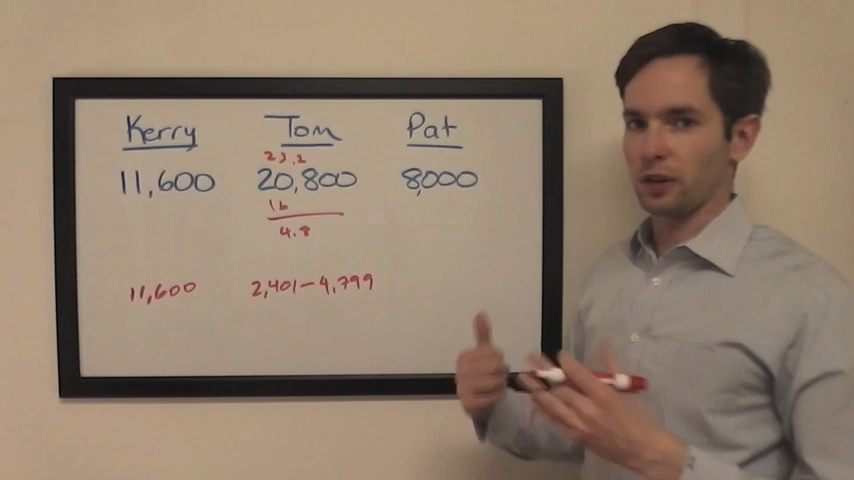 Kerry Tom Pat
23.2
11,600 20,800 8,000
16
4.8
11,600 2,401-4,799